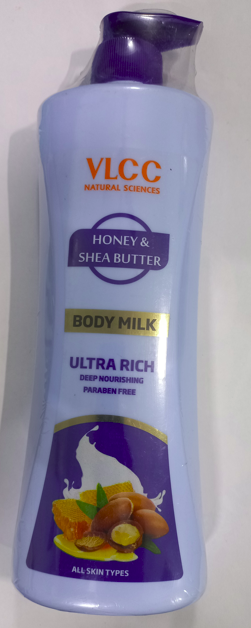 VLCC
NATURAL SCIENCES
HONEY &
SHEA BUTTER
BODY MILK
ULTRA RICH
DEEP NOURISHING
PARABEN FREE
ALL SKIN TYPES